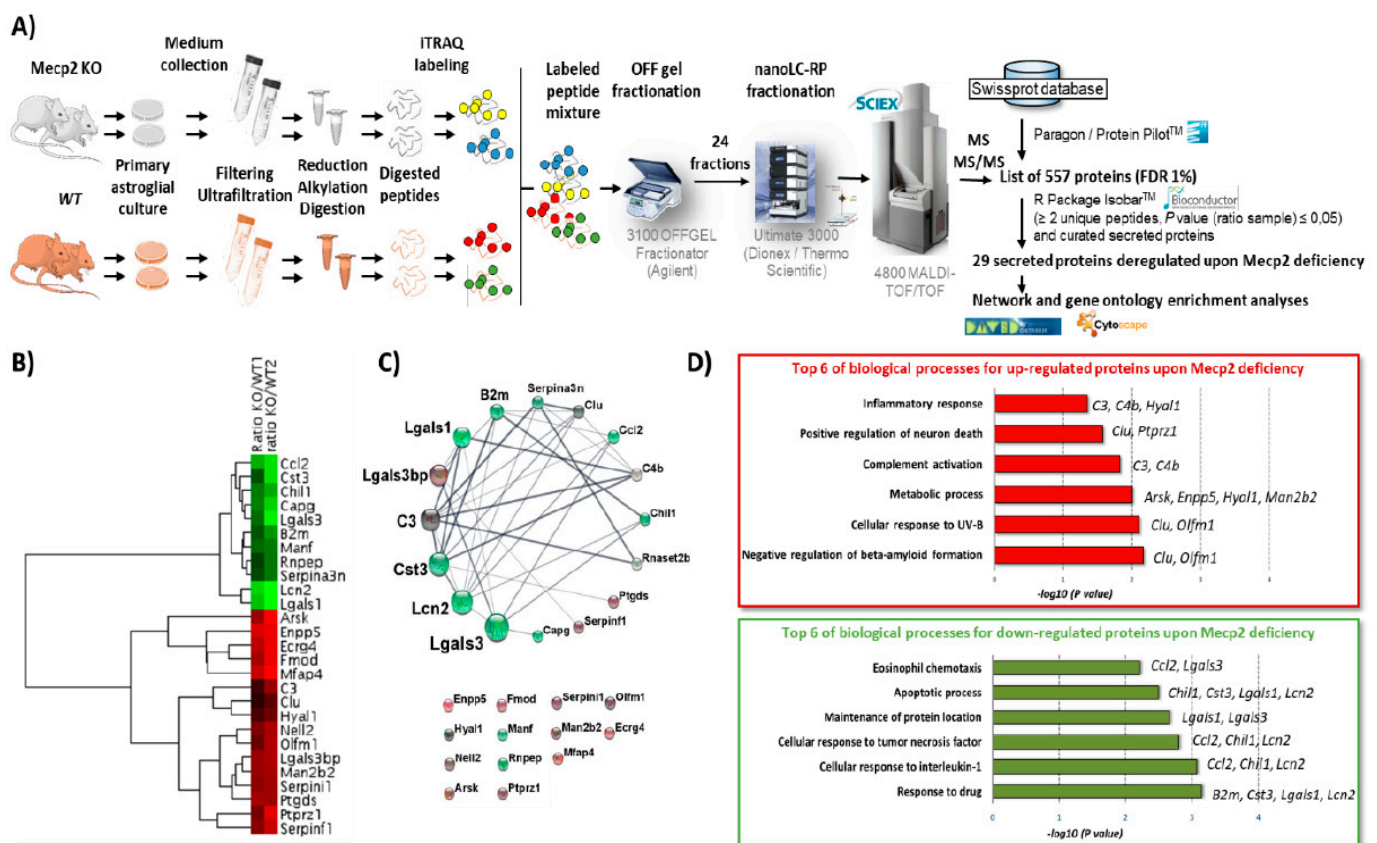 A)
Mecp2 KO
Medium
collection
iTRAQ
labeling
Labeled
peptide
mixture
OFF gel
fractionation
nanoLC-RP
fractionation
SCIEX
Swissprot database
Paragon / Protein Pilot™
MS
MS/MS
24
fractions
WT
Primary
astroglial
culture
Filtering
Ultrafiltration
Reduction
Alkylation
Digestion
Digested
peptides
3100 OFFGEL
Fractionator
(Agilent)
Ultimate 3000
(Dionex / Thermo
Scientific)
4800 MALDI-
TOF/TOF
List of 557 proteins (FDR 1%)
R Package Isobar™
Bioconductor
(≥ 2 unique peptides, P value (ratio sample) ≤ 0,05)
and curated secreted proteins
29 secreted proteins deregulated upon Mecp2 deficiency
Network and gene ontology enrichment analyses
DAVID
Cytoscape
B)
Ratio KO/WT1
ratio KO/WT2
Ccl2
Cst3
Chil1
Capg
Lgals3
B2m
Manf
Rnpep
Serpina3n
Lcn2
Lgals1
Arsk
Enpp5
Ecrg4
Fmod
Mfap4
C3
Clu
Hyal1
Nell2
Olfm1
Lgals3bp
Man2b2
Serpini1
Ptgds
Ptprz1
Serpinf1
C)
Serpina3n
B2m
Clu
Lgals1
Ccl2
Lgals3bp
C4b
C3
Chil1
Cst3
Rnaset2b
Lcn2
Ptgds
Serpinf1
Lgals3
Capg
Enpp5
Fmod
Serpini1
Olfm1
Hyal1
Manf
Man2b2
Ecrg4
Nell2
Rnpep
Mfap4
Arsk
Ptprz1
D)
Top 6 of biological processes for up-regulated proteins upon Mecp2 deficiency
Inflammatory response
C3, C4b, Hyal1
Positive regulation of neuron death
Clu, Ptprz1
Complement activation
C3, C4b
Metabolic process
Arsk, Enpp5, Hyal1, Man2b2
Cellular response to UV-B
Clu, Olfm1
Negative regulation of beta-amyloid formation
Clu, Olfm1
0 1 2 3 4
-log10 (P value)
Top 6 of biological processes for down-regulated proteins upon Mecp2 deficiency
Eosinophil chemotaxis
Ccl2, Lgals3
Apoptotic process
Chil1, Cst3, Lgals1, Lcn2
Maintenance of protein location
Lgals1, Lgals3
Cellular response to tumor necrosis factor
Ccl2, Chil1, Lcn2
Cellular response to interleukin-1
Ccl2, Chil1, Lcn2
Response to drug
B2m, Cst3, Lgals1, Lcn2
0 1 2 3 4
-log10 (P value)